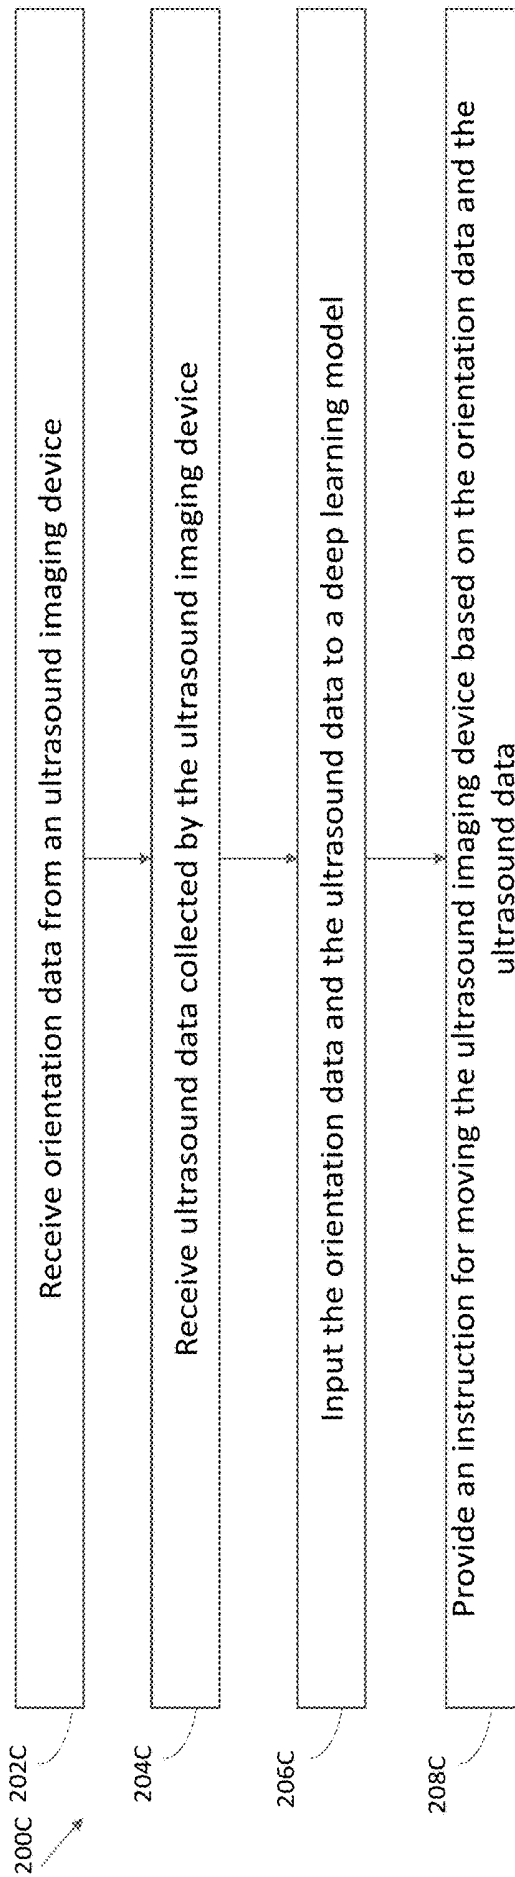 200C
202C
Receive orientation data from an ultrasound imaging device
204C
Receive ultrasound data collected by the ultrasound imaging device
206C
Input the orientation data and the ultrasound data to a deep learning model
208C
Provide an instruction for moving the ultrasound imaging device based on the orientation data and the
ultrasound data